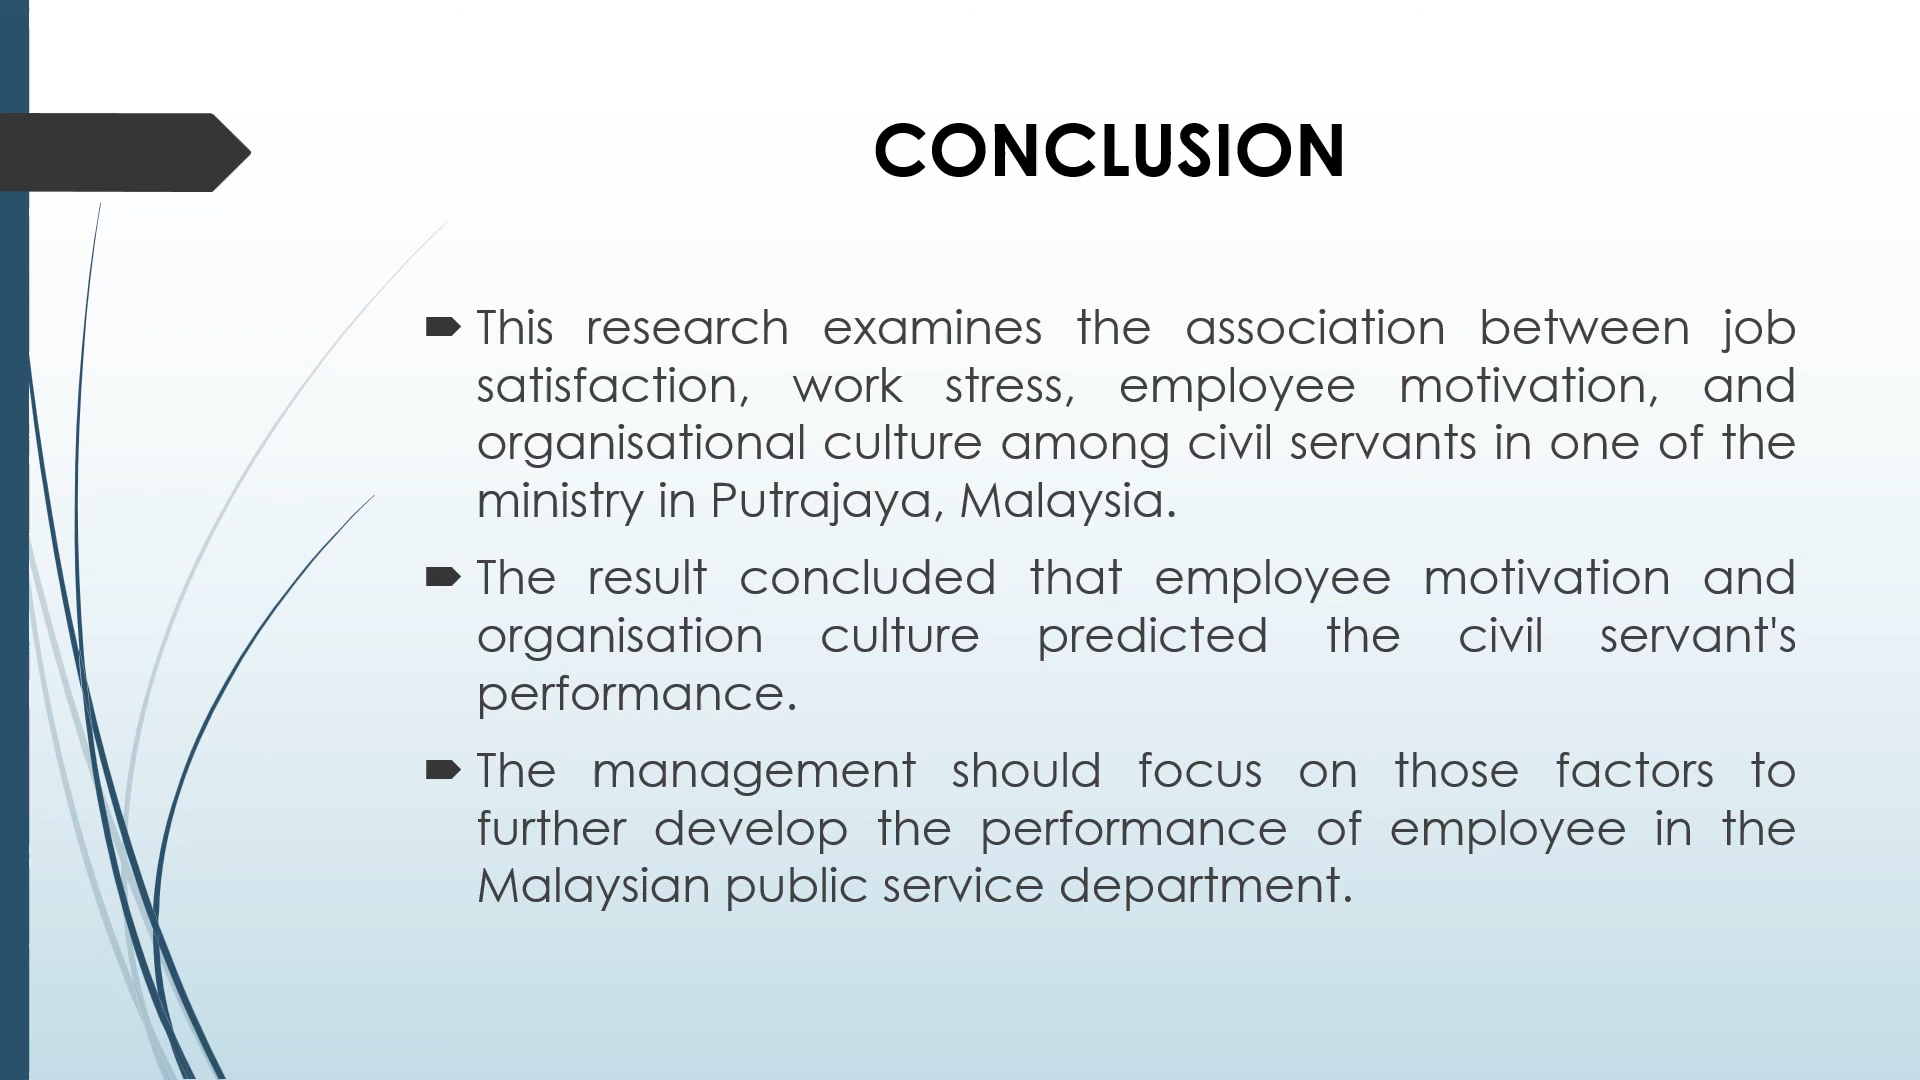 CONCLUSION
This research examines the association between job
satisfaction, work stress, employee motivation, and
organisational culture among civil servants in one of the
ministry in Putrajaya, Malaysia.
The result concluded that employee motivation and
organisation culture predicted the civil servant's
performance.
The management should focus on those factors to
further develop the performance of employee in the
Malaysian public service department.